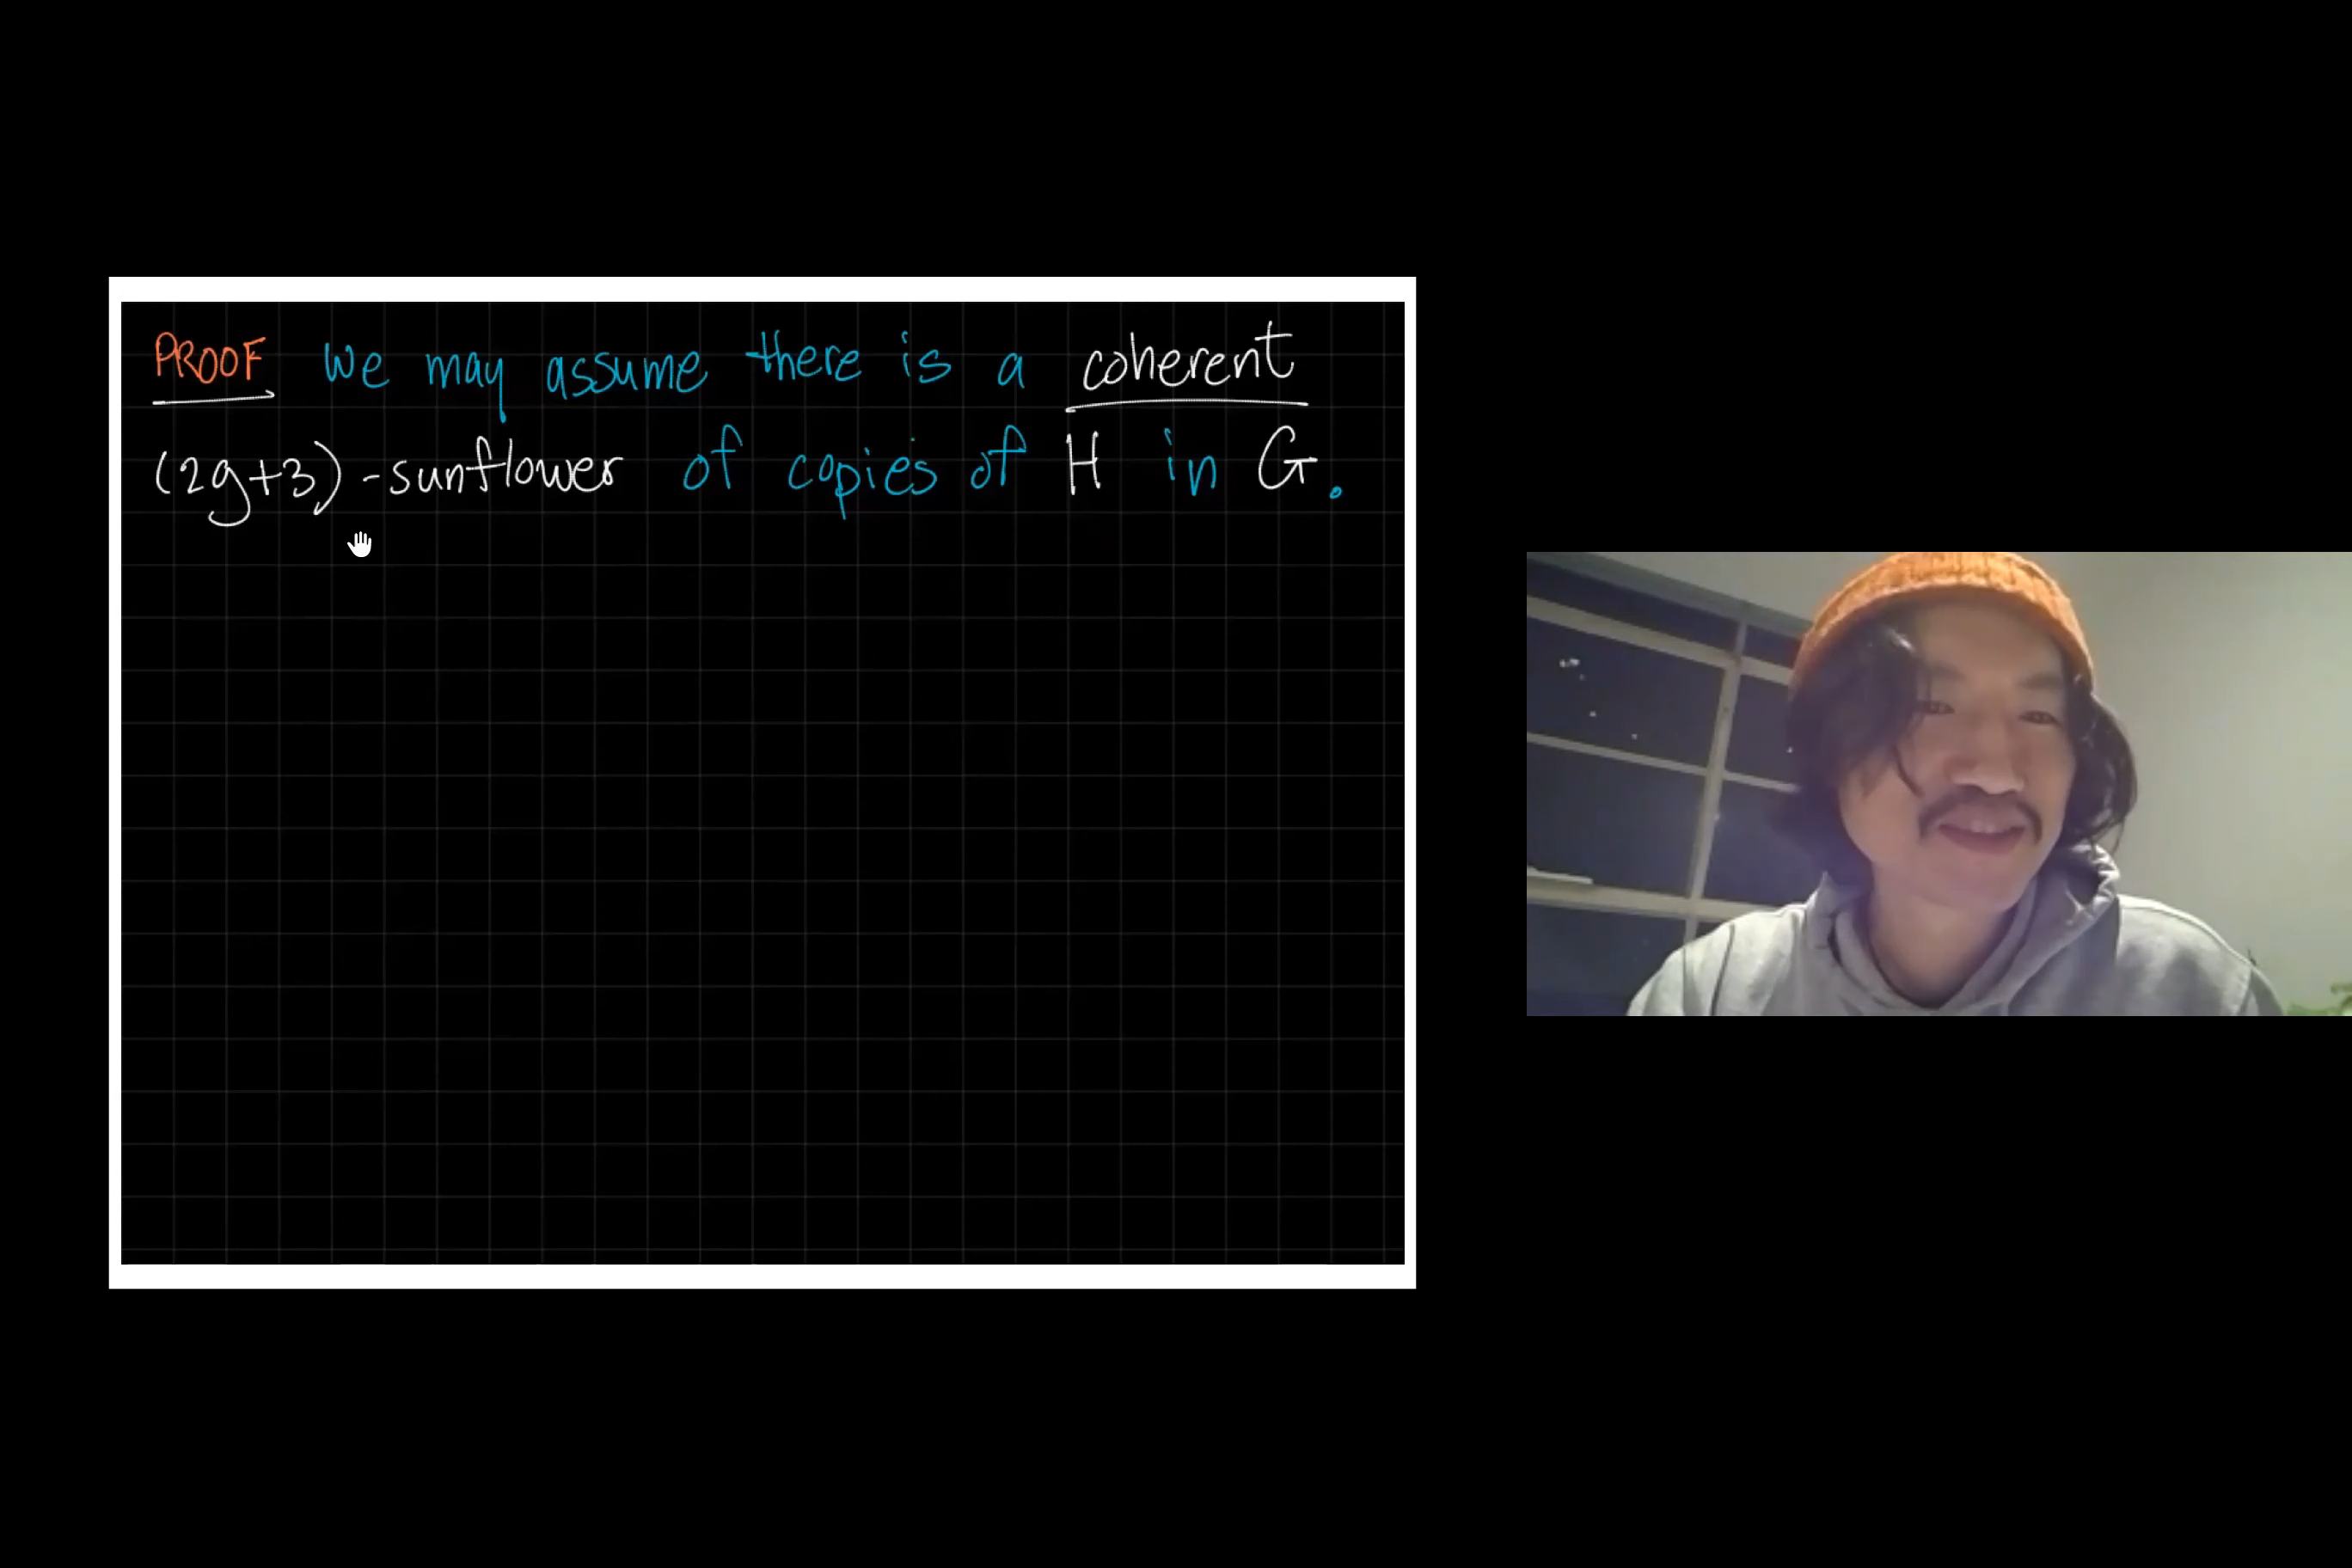 PROOF We may assume there is a coherent
(2g+3)-sunflower of copies of H in G.